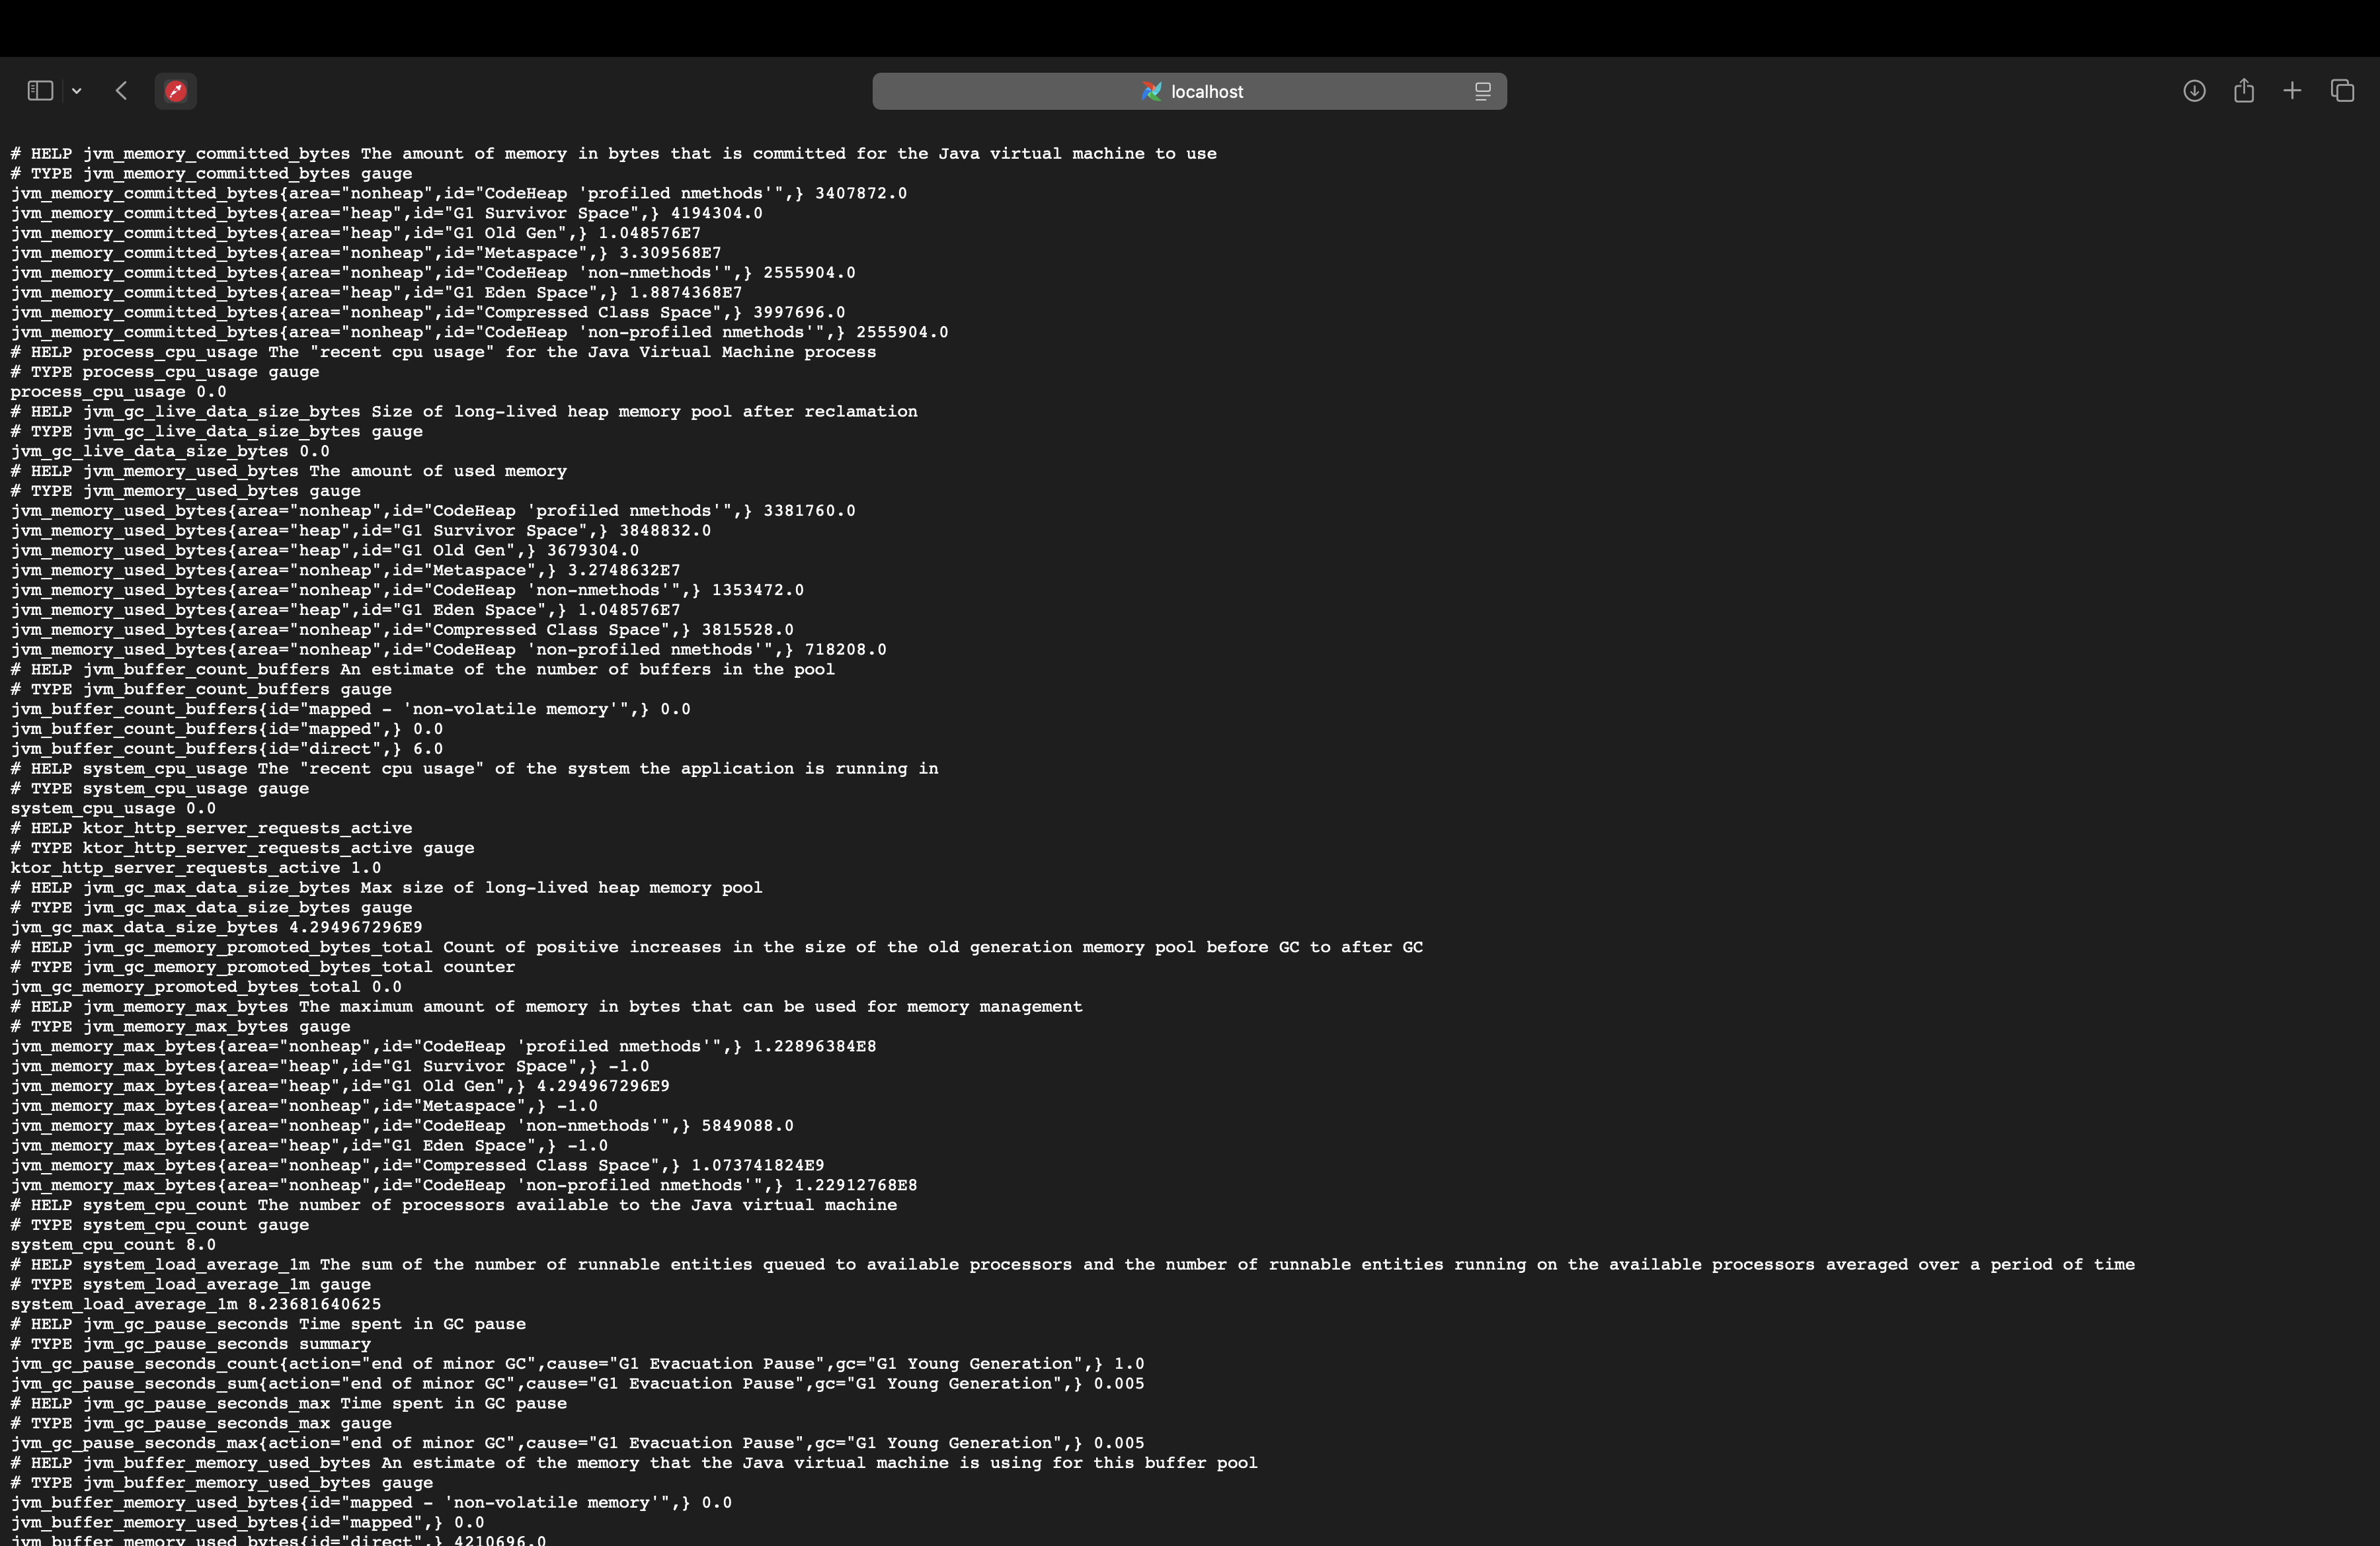 localhost
# HELP jvm_memory_committed_bytes The amount of memory in bytes that is committed for the Java virtual machine to use
# TYPE jvm_memory_committed_bytes gauge
jvm_memory_committed_bytes{area="nonheap",id="CodeHeap 'profiled nmethods'",} 3407872.0
jvm_memory_committed_bytes{area="heap",id="G1 Survivor Space",} 4194304.0
jvm_memory_committed_bytes{area="heap",id="G1 Old Gen",} 1.048576E7
jvm_memory_committed_bytes{area="nonheap",id="Metaspace",} 3.309568E7
jvm_memory_committed_bytes{area="nonheap",id="CodeHeap 'non-nmethods'",} 2555904.0
jvm_memory_committed_bytes{area="heap",id="G1 Eden Space",} 1.8874368E7
jvm_memory_committed_bytes{area="nonheap",id="Compressed Class Space",} 3997696.0
jvm_memory_committed_bytes{area="nonheap",id="CodeHeap 'non-profiled nmethods'",} 2555904.0
# HELP process_cpu_usage The "recent cpu usage" for the Java Virtual Machine process
# TYPE process_cpu_usage gauge
process_cpu_usage 0.0
# HELP jvm_gc_live_data_size_bytes Size of long-lived heap memory pool after reclamation
# TYPE jvm_gc_live_data_size_bytes gauge
jvm_gc_live_data_size_bytes 0.0
# HELP jvm_memory_used_bytes The amount of used memory
# TYPE jvm_memory_used_bytes gauge
jvm_memory_used_bytes{area="nonheap",id="CodeHeap 'profiled nmethods'",} 3381760.0
jvm_memory_used_bytes{area="heap",id="G1 Survivor Space",} 3848832.0
jvm_memory_used_bytes{area="heap",id="G1 Old Gen",} 3679304.0
jvm_memory_used_bytes{area="nonheap",id="Metaspace",} 3.2748632E7
jvm_memory_used_bytes{area="nonheap",id="CodeHeap 'non-nmethods'",} 1353472.0
jvm_memory_used_bytes{area="heap",id="G1 Eden Space",} 1.048576E7
jvm_memory_used_bytes{area="nonheap",id="Compressed Class Space",} 3815528.0
jvm_memory_used_bytes{area="nonheap",id="CodeHeap 'non-profiled nmethods'",} 718208.0
# HELP jvm_buffer_count_buffers An estimate of the number of buffers in the pool
# TYPE jvm_buffer_count_buffers gauge
jvm_buffer_count_buffers{id="mapped - 'non-volatile memory'",} 0.0
jvm_buffer_count_buffers{id="mapped",} 0.0
jvm_buffer_count_buffers{id="direct",} 6.0
# HELP system_cpu_usage The "recent cpu usage" of the system the application is running in
# TYPE system_cpu_usage gauge
system_cpu_usage 0.0
# HELP ktor_http_server_requests_active
# TYPE ktor_http_server_requests_active gauge
ktor_http_server_requests_active 1.0
# HELP jvm_gc_max_data_size_bytes Max size of long-lived heap memory pool
# TYPE jvm_gc_max_data_size_bytes gauge
jvm_gc_max_data_size_bytes 4.294967296E9
# HELP jvm_gc_memory_promoted_bytes_total Count of positive increases in the size of the old generation memory pool before GC to after GC
# TYPE jvm_gc_memory_promoted_bytes_total counter
jvm_gc_memory_promoted_bytes_total 0.0
# HELP jvm_memory_max_bytes The maximum amount of memory in bytes that can be used for memory management
# TYPE jvm_memory_max_bytes gauge
jvm_memory_max_bytes{area="nonheap",id="CodeHeap 'profiled nmethods'",} 1.22896384E8
jvm_memory_max_bytes{area="heap",id="G1 Survivor Space",} -1.0
jvm_memory_max_bytes{area="heap",id="G1 Old Gen",} 4.294967296E9
jvm_memory_max_bytes{area="nonheap",id="Metaspace",} -1.0
jvm_memory_max_bytes{area="nonheap",id="CodeHeap 'non-nmethods'",} 5849088.0
jvm_memory_max_bytes{area="heap",id="G1 Eden Space",} -1.0
jvm_memory_max_bytes{area="nonheap",id="Compressed Class Space",} 1.073741824E9
jvm_memory_max_bytes{area="nonheap",id="CodeHeap 'non-profiled nmethods'",} 1.22912768E8
# HELP system_cpu_count The number of processors available to the Java virtual machine
# TYPE system_cpu_count gauge
system_cpu_count 8.0
# HELP system_load_average_1m The sum of the number of runnable entities queued to available processors and the number of runnable entities running on the available processors averaged over a period of time
# TYPE system_load_average_1m gauge
system_load_average_1m 8.23681640625
# HELP jvm_gc_pause_seconds Time spent in GC pause
# TYPE jvm_gc_pause_seconds summary
jvm_gc_pause_seconds_count{action="end of minor GC",cause="G1 Evacuation Pause",gc="G1 Young Generation",} 1.0
jvm_gc_pause_seconds_sum{action="end of minor GC",cause="G1 Evacuation Pause",gc="G1 Young Generation",} 0.005
# HELP jvm_gc_pause_seconds_max Time spent in GC pause
# TYPE jvm_gc_pause_seconds_max gauge
jvm_gc_pause_seconds_max{action="end of minor GC",cause="G1 Evacuation Pause",gc="G1 Young Generation",} 0.005
# HELP jvm_buffer_memory_used_bytes An estimate of the memory that the Java virtual machine is using for this buffer pool
# TYPE jvm_buffer_memory_used_bytes gauge
jvm_buffer_memory_used_bytes{id="mapped - 'non-volatile memory'",} 0.0
jvm_buffer_memory_used_bytes{id="mapped",} 0.0
jvm_buffer_memory_used_bytes{id="direct",} 4210696.0